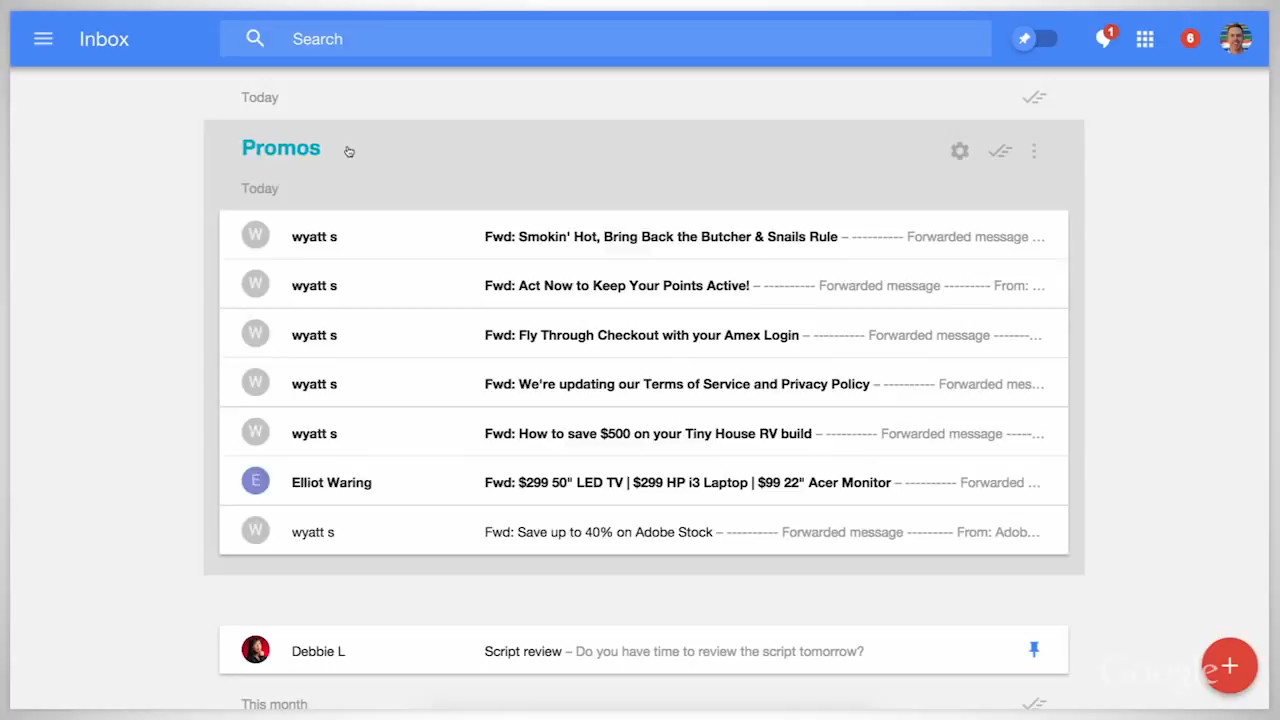 Inbox
Search
1
6
Today
Promos
Today
W wyatt s Fwd: Smokin' Hot, Bring Back the Butcher & Snails Rule – ---------- Forwarded message ...
W wyatt s Fwd: Act Now to Keep Your Points Active! – ---------- Forwarded message --------- From: ...
W wyatt s Fwd: Fly Through Checkout with your Amex Login – ---------- Forwarded message -------...
W wyatt s Fwd: We're updating our Terms of Service and Privacy Policy – ---------- Forwarded mes...
W wyatt s Fwd: How to save $500 on your Tiny House RV build – ---------- Forwarded message -----...
E Elliot Waring Fwd: $299 50" LED TV | $299 HP i3 Laptop | $99 22" Acer Monitor – ---------- Forwarded ...
W wyatt s Fwd: Save up to 40% on Adobe Stock – ---------- Forwarded message --------- From: Adob...
Debbie L Script review – Do you have time to review the script tomorrow?
Google
This month